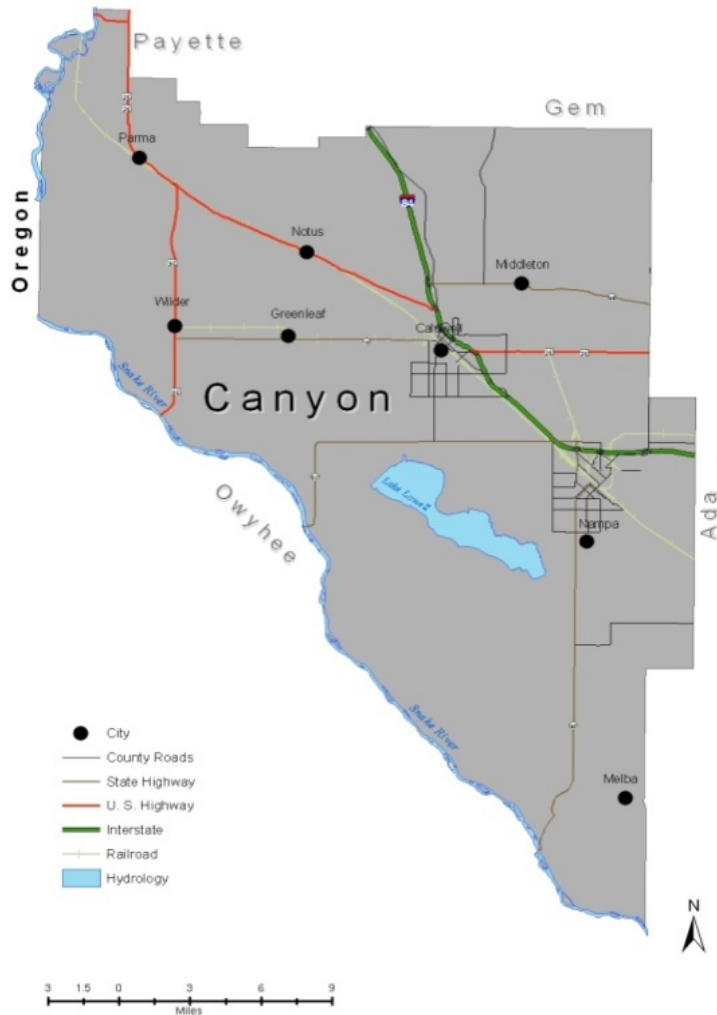 Payette
Gem
Parma
Oregon
84
Notus
Middleton
Wilder
Greenleaf
Caldwell
Snake River
Canyon
Owyhee
Lake Lowell
Nampa
Ada
Snake River
Melba
City
County Roads
State Highway
U. S. Highway
Interstate
Railroad
Hydrology
N
3 1.5 0 3 6 9
Miles